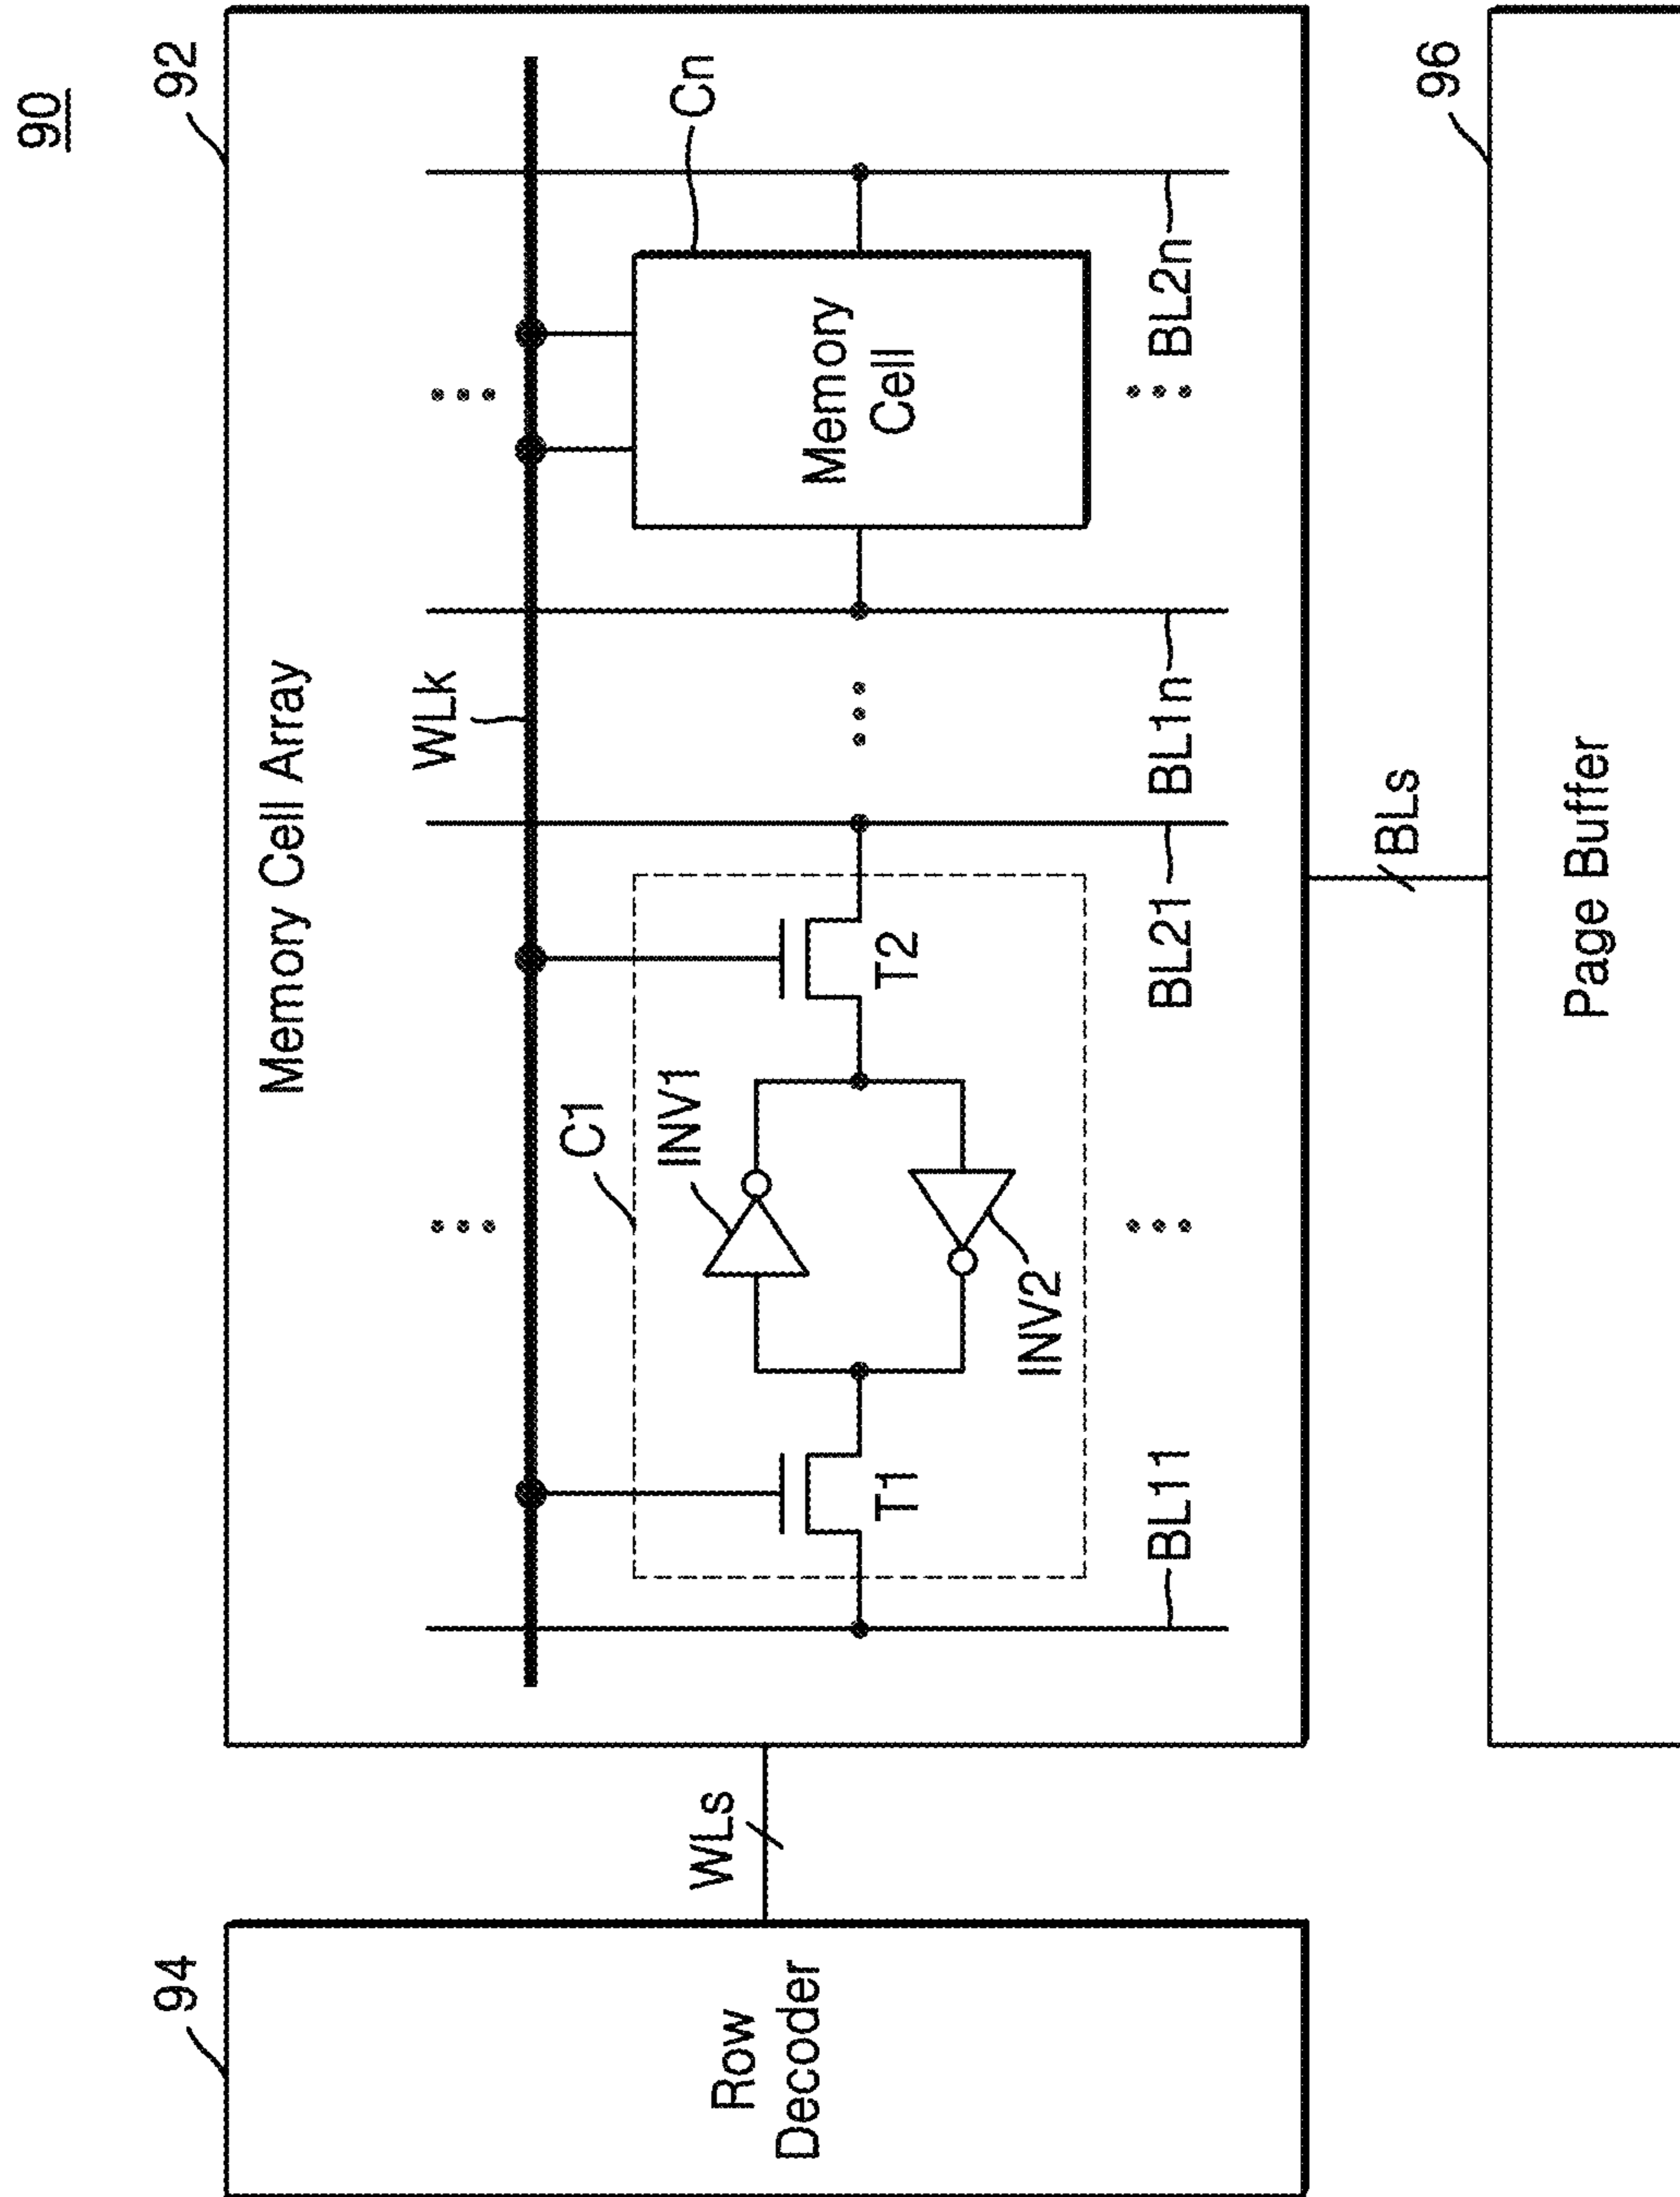 90
92
Memory Cell Array
WLk
C1
INV1
INV2
T1
T2
Cn
Memory
Cell
BL11
BL21
BL1n
BL2n
94
Row
Decoder
WLs
BLs
96
Page Buffer